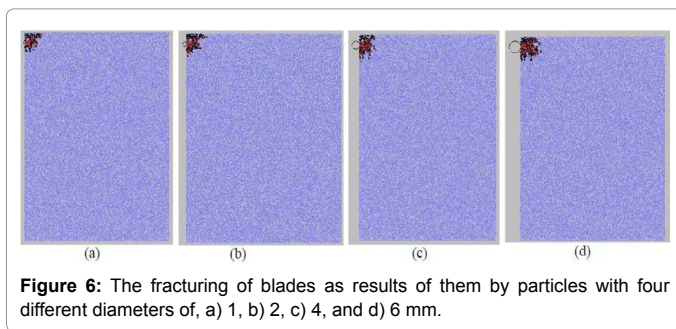 (a) (b) (c) (d)
Figure 6: The fracturing of blades as results of them by particles with four
different diameters of, a) 1, b) 2, c) 4, and d) 6 mm.